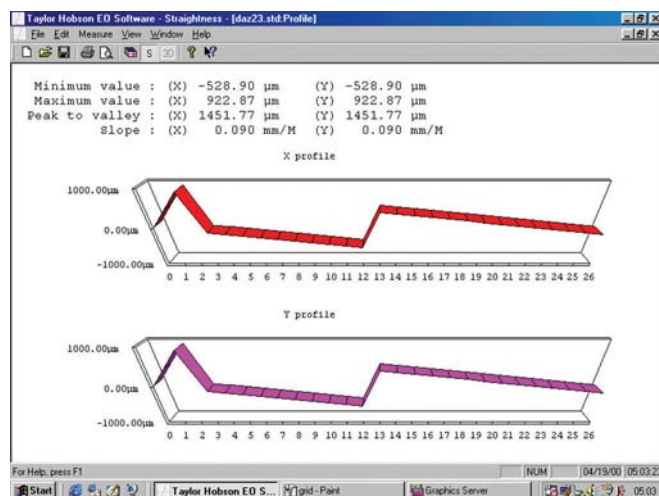 Taylor Hobson EO Software - Straightness - [daz23.std:Profile]
File Edit Measure View Window Help
S 3D
Minimum value : (X) -528.90 µm (Y) -528.90 µm
Maximum value : (X) 922.87 µm (Y) 922.87 µm
Peak to valley : (X) 1451.77 µm (Y) 1451.77 µm
Slope : (X) 0.090 mm/M (Y) 0.090 mm/M
X profile
1000.00µm
0.00µm
-1000.00µm
0 1 2 3 4 5 6 7 8 9 10 11 12 13 14 15 16 17 18 19 20 21 22 23 24 25 26
Y profile
1000.00µm
0.00µm
-1000.00µm
0 1 2 3 4 5 6 7 8 9 10 11 12 13 14 15 16 17 18 19 20 21 22 23 24 25 26
For Help, press F1 NUM 04/19/00 05:03:2
Start Taylor Hobson EO S... grid - Paint Graphics Server 05:03